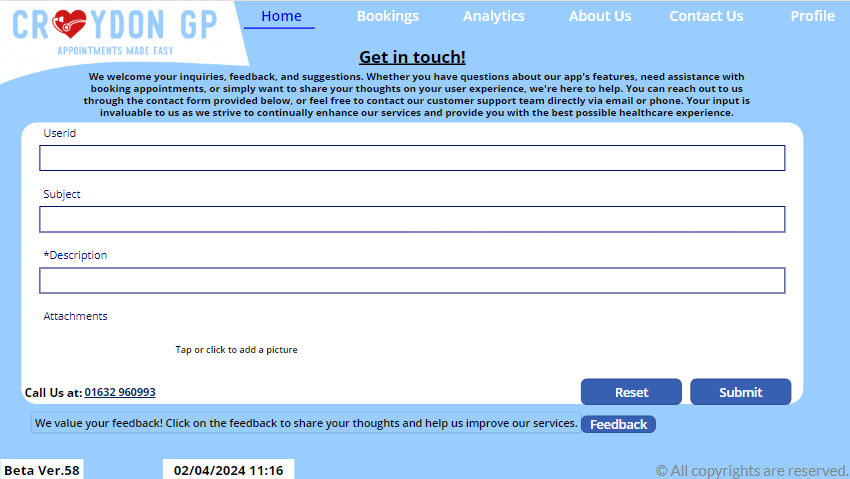 CROYDON GP
APPOINTMENTS MADE EASY
Home Bookings Analytics About Us Contact Us Profile
Get in touch!
We welcome your inquiries, feedback, and suggestions. Whether you have questions about our app's features, need assistance with
booking appointments, or simply want to share your thoughts on your user experience, we're here to help. You can reach out to us
through the contact form provided below, or feel free to contact our customer support team directly via email or phone. Your input is
invaluable to us as we strive to continually enhance our services and provide you with the best possible healthcare experience.
Userid
Subject
*Description
Attachments
Tap or click to add a picture
Call Us at: 01632 960993
Reset Submit
We value your feedback! Click on the feedback to share your thoughts and help us improve our services. Feedback
Beta Ver.58 02/04/2024 11:16 © All copyrights are reserved.